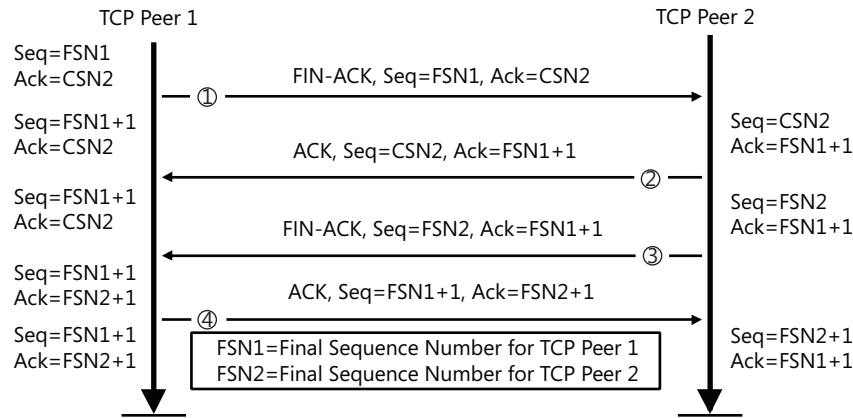 TCP Peer 1
TCP Peer 2
Seq=FSN1
Ack=CSN2
FIN-ACK, Seq=FSN1, Ack=CSN2
①
Seq=FSN1+1
Ack=CSN2
Seq=CSN2
Ack=FSN1+1
ACK, Seq=CSN2, Ack=FSN1+1
②
Seq=FSN1+1
Ack=CSN2
Seq=FSN2
Ack=FSN1+1
FIN-ACK, Seq=FSN2, Ack=FSN1+1
③
Seq=FSN1+1
Ack=FSN2+1
ACK, Seq=FSN1+1, Ack=FSN2+1
④
Seq=FSN1+1
Ack=FSN2+1
Seq=FSN2+1
Ack=FSN1+1
FSN1=Final Sequence Number for TCP Peer 1
FSN2=Final Sequence Number for TCP Peer 2